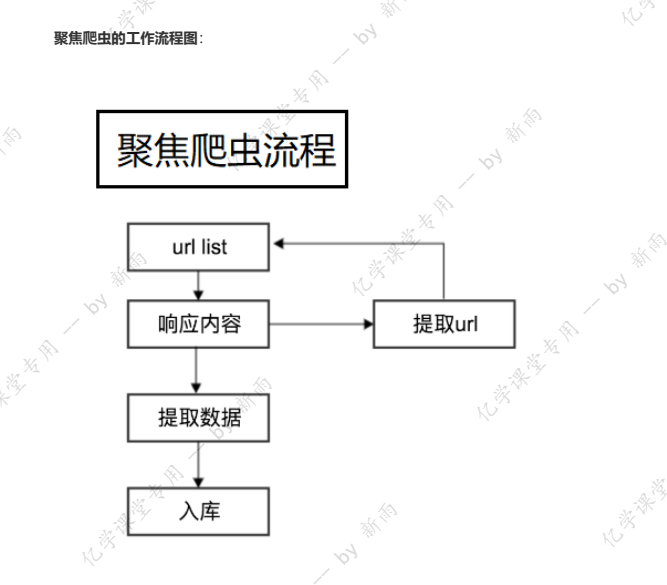 聚焦爬虫的工作流程图：
聚焦爬虫流程
url list
响应内容
提取url
提取数据
入库
亿学课堂专用 一 by 新雨